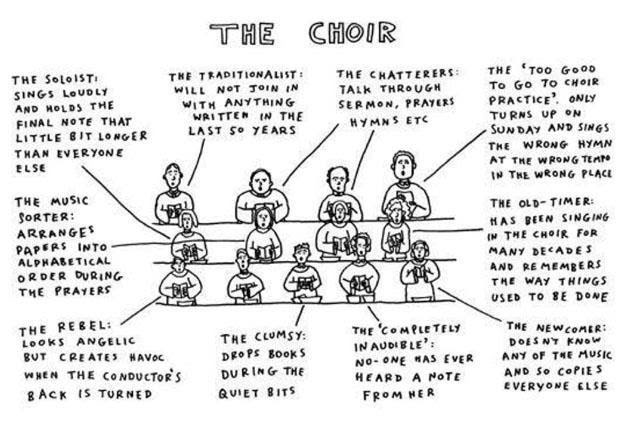 THE CHOIR
THE SOLOIST:
SINGS LOUDLY
AND HOLDS THE
FINAL NOTE THAT
LITTLE BIT LONGER
THAN EVERYONE
ELSE
THE TRADITIONALIST:
WILL NOT JOIN IN
WITH ANYTHING
WRITTEN IN THE
LAST 50 YEARS
THE CHATTERERS:
TALK THROUGH
SERMON, PRAYERS
HYMNS ETC
THE 'TOO GOOD
TO GO TO CHOIR
PRACTICE'. ONLY
TURNS UP ON
SUNDAY AND SINGS
THE WRONG HYMN
AT THE WRONG TEMPO
IN THE WRONG PLACE
THE MUSIC
SORTER:
ARRANGES
PAPERS INTO
ALPHABETICAL
ORDER DURING
THE PRAYERS
THE OLD-TIMER:
HAS BEEN SINGING
IN THE CHOIR FOR
MANY DECADES
AND REMEMBERS
THE WAY THINGS
USED TO BE DONE
THE REBEL:
LOOKS ANGELIC
BUT CREATES HAVOC
WHEN THE CONDUCTOR'S
BACK IS TURNED
THE CLUMSY:
DROPS BOOKS
DURING THE
QUIET BITS
THE 'COMPLETELY
INAUDIBLE':
NO-ONE HAS EVER
HEARD A NOTE
FROM HER
THE NEWCOMER:
DOESN'T KNOW
ANY OF THE MUSIC
AND SO COPIES
EVERYONE ELSE